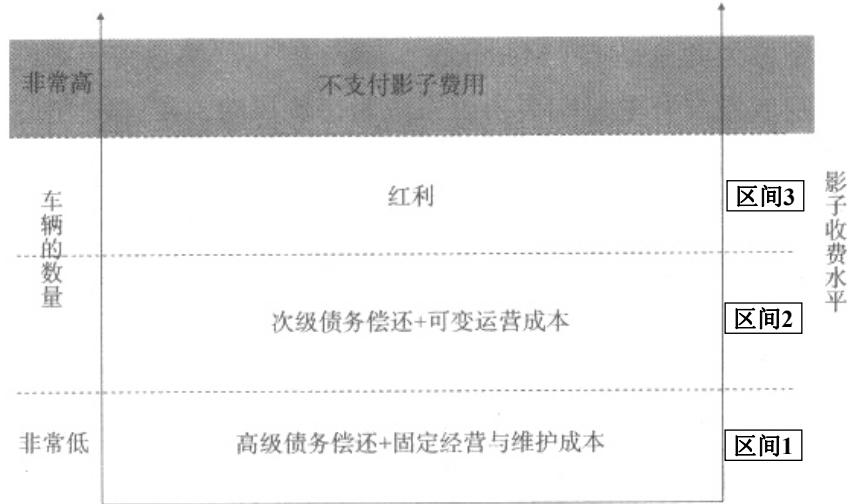 非常高
不支付影子费用
车辆的数量
红利
区间3
影子收费水平
次级债务偿还+可变运营成本
区间2
非常低
高级债务偿还+固定经营与维护成本
区间1